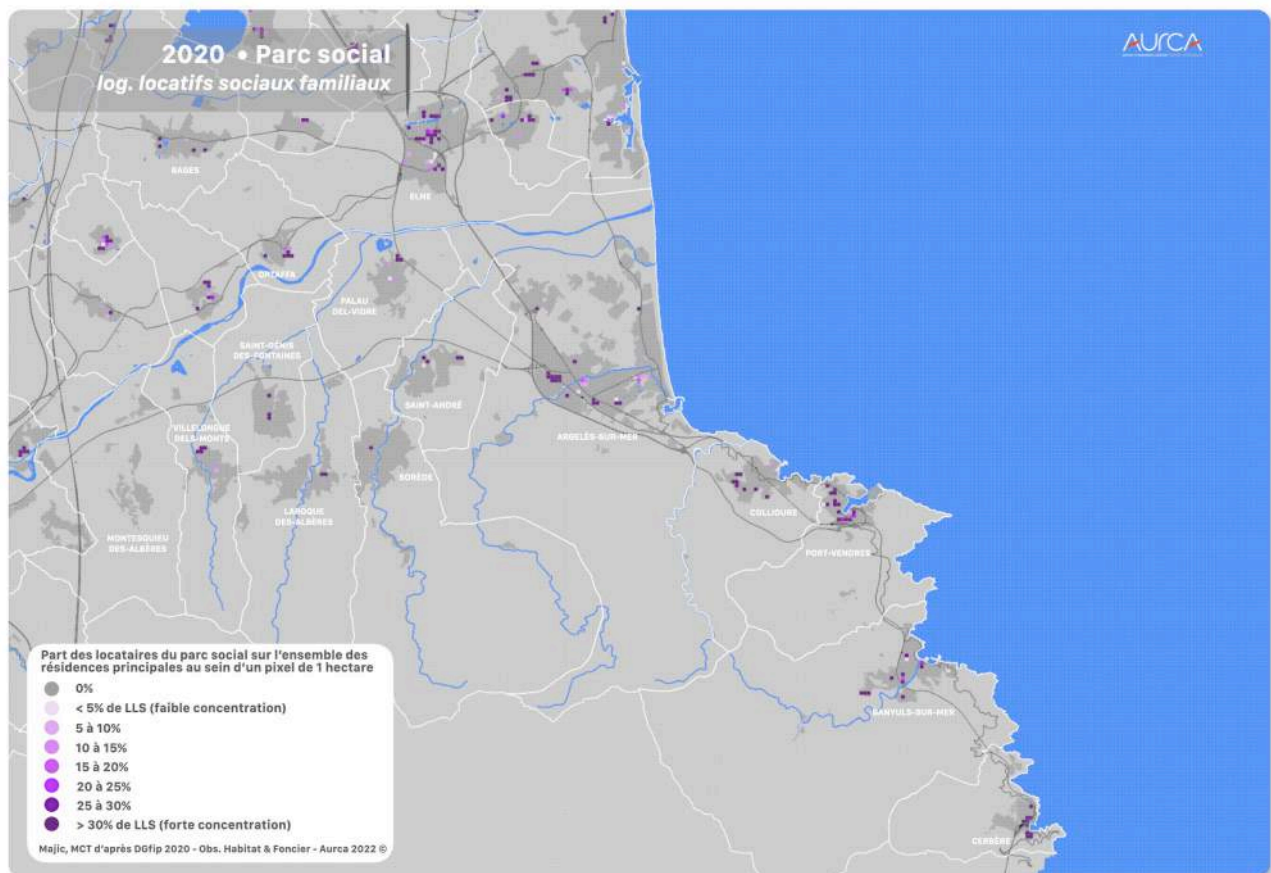 2020 • Parc social
log. locatifs sociaux familiaux
AURCA
BAGES
ELNE
ORTAFFA
PALAU
DEL-VIDRE
SAINT-GÉNIS
DES-FONTAINES
SAINT-ANDRÉ
VILLELONGUE
DELS-MONTS
ARGELÈS-SUR-MER
SORÈDE
LAROQUE
DES-ALBÈRES
MONTESQUIEU
DES-ALBÈRES
COLLIOURE
PORT-VENDRES
BANYULS-SUR-MER
CERBÈRE
Part des locataires du parc social sur l'ensemble des
résidences principales au sein d'un pixel de 1 hectare
0%
< 5% de LLS (faible concentration)
5 à 10%
10 à 15%
15 à 20%
20 à 25%
25 à 30%
> 30% de LLS (forte concentration)
Majic, MCT d'après DGfip 2020 - Obs. Habitat & Foncier - Aurca 2022 ©